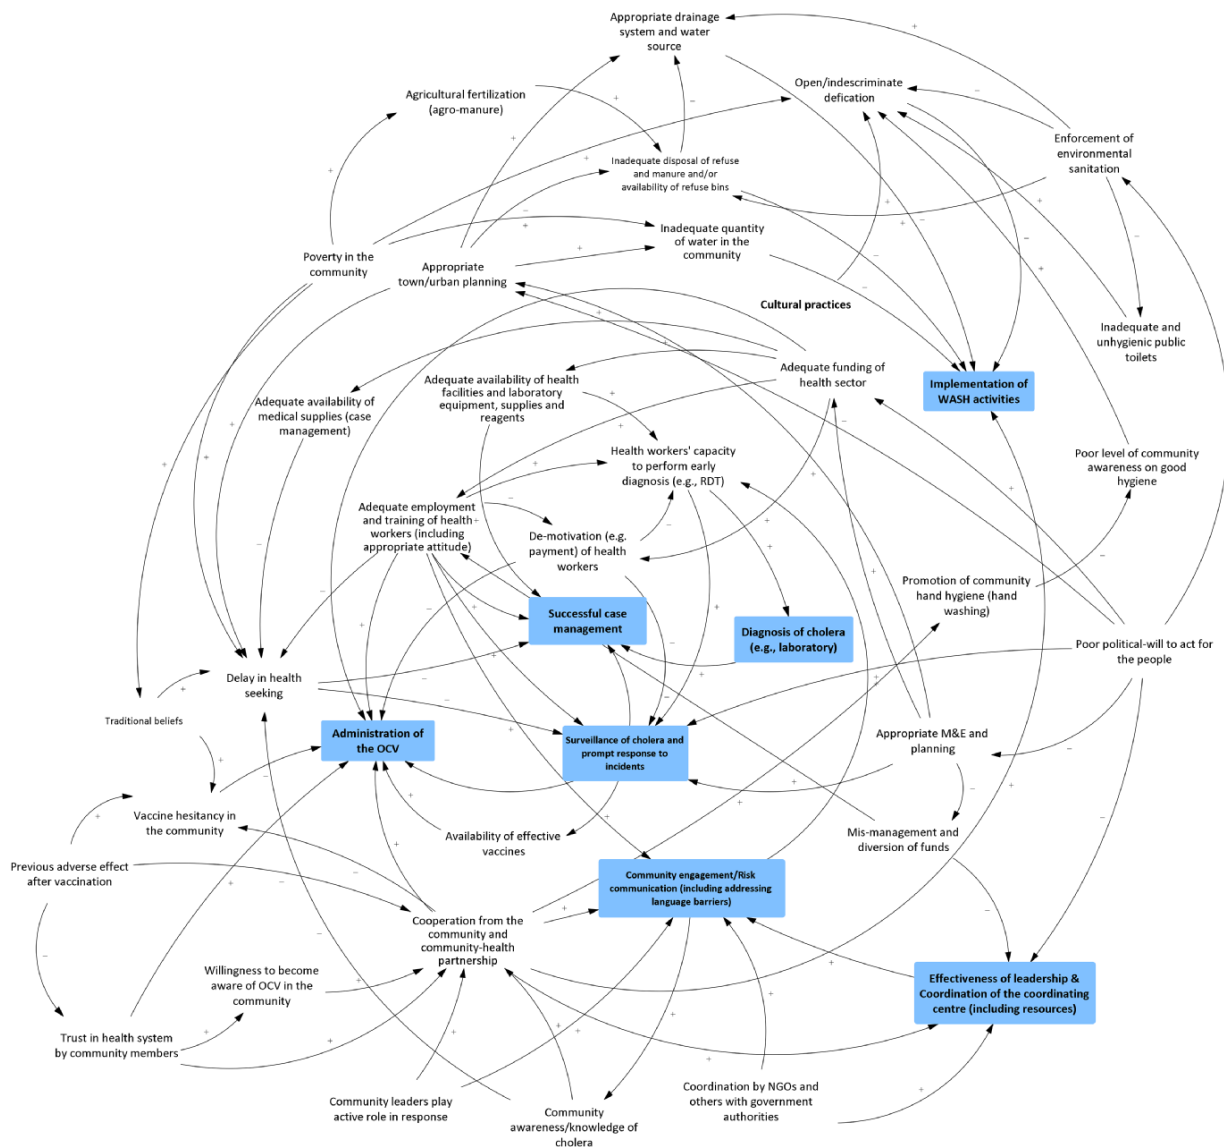 Appropriate drainage
system and water
source
Open/indescriminate
defication
Agricultural fertilization
(agro-manure)
Enforcement of
environmental
sanitation
Inadequate disposal of refuse
and manure and/or
availability of refuse bins
Inadequate quantity
of water in the
community
Poverty in the
community
Appropriate
town/urban planning
Cultural practices
Inadequate and
unhygienic public
toilets
Adequate funding of
health sector
Implementation of
WASH activities
Adequate availability of health
facilities and laboratory
equipment, supplies and
reagents
Adequate availability of
medical supplies (case
management)
Health workers' capacity
to perform early
diagnosis (e.g., RDT)
Poor level of community
awareness on good
hygiene
Adequate employment
and training of health
workers (including
appropriate attitude)
De-motivation (e.g.
payment) of health
workers
Promotion of community
hand hygiene (hand
washing)
Successful case
management
Diagnosis of cholera
(e.g., laboratory)
Poor political-will to act for
the people
Delay in health
seeking
Traditional beliefs
Administration of
the OCV
Surveillance of cholera and
prompt response to
incidents
Appropriate M&E and
planning
Vaccine hesitancy in
the community
Availability of effective
vaccines
Mis-management and
diversion of funds
Previous adverse effect
after vaccination
Community engagement/Risk
communication (including addressing
language barriers)
Cooperation from the
community and
community-health
partnership
Willingness to become
aware of OCV in the
community
Effectiveness of leadership &
Coordination of the coordinating
centre (including resources)
Trust in health system
by community members
Community leaders play
active role in response
Community
awareness/knowledge of
cholera
Coordination by NGOs and
others with government
authorities